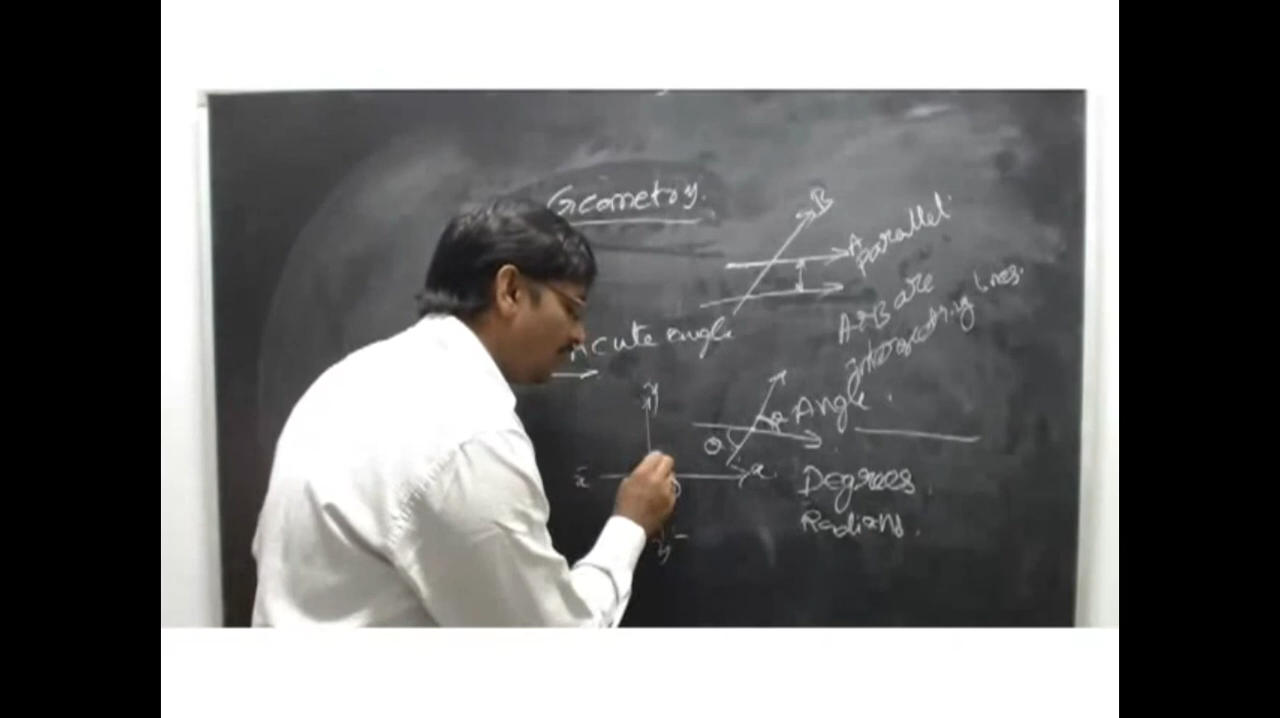 Geometry.
B
A
parallel
A & B are
intersecting lines.
Acute angle
y
Angle.
θ
x̄
x
Degrees.
Radians.
y-